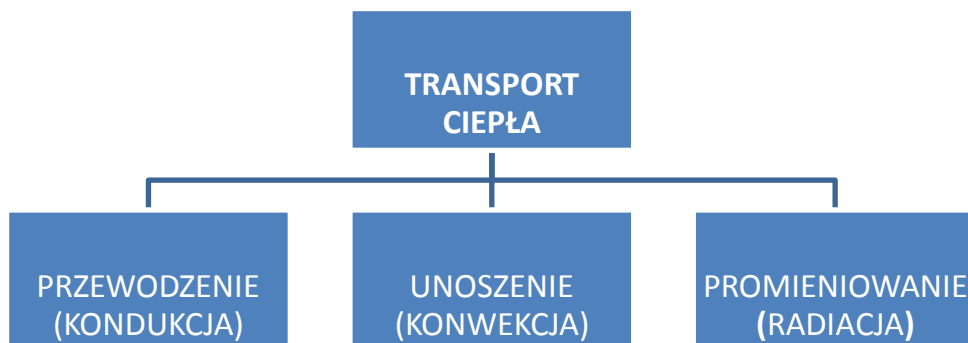 TRANSPORT
CIEPŁA
PRZEWODZENIE
(KONDUKCJA)
UNOSZENIE
(KONWEKCJA)
PROMIENIOWANIE
(RADIACJA)